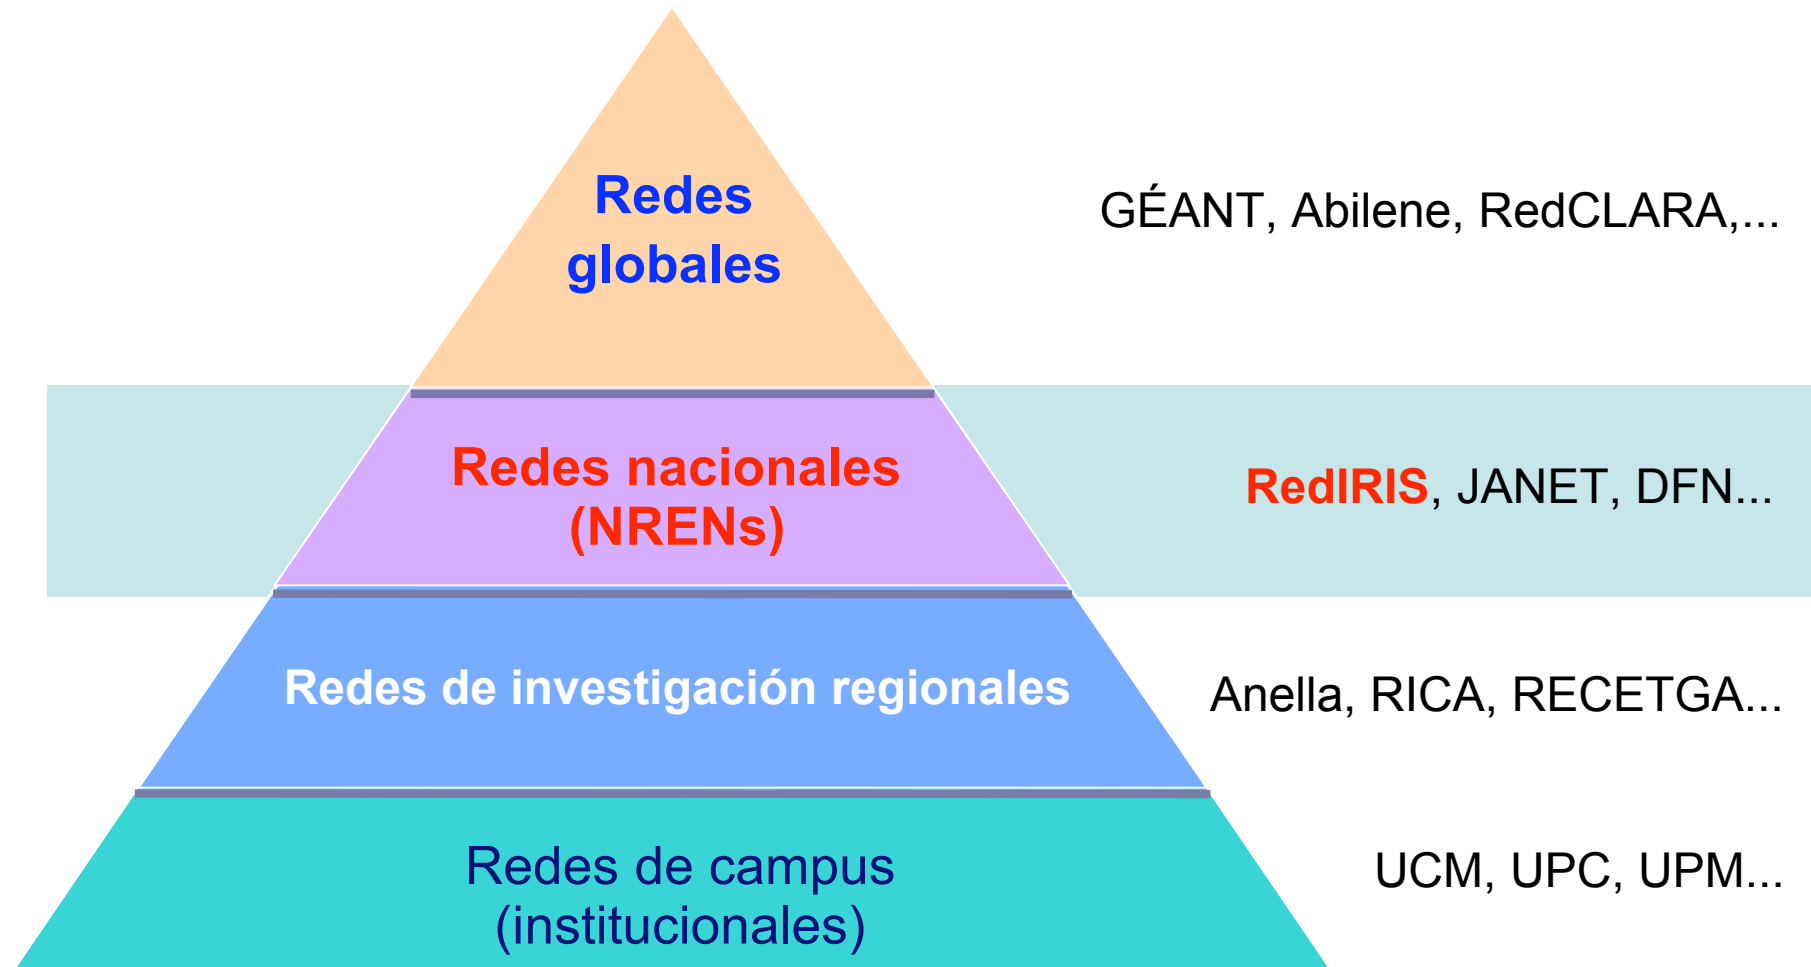 Redes
globales
GÉANT, Abilene, RedCLARA,...
Redes nacionales
(NRENs)
RedIRIS, JANET, DFN...
Redes de investigación regionales
Anella, RICA, RECETGA...
Redes de campus
(institucionales)
UCM, UPC, UPM...